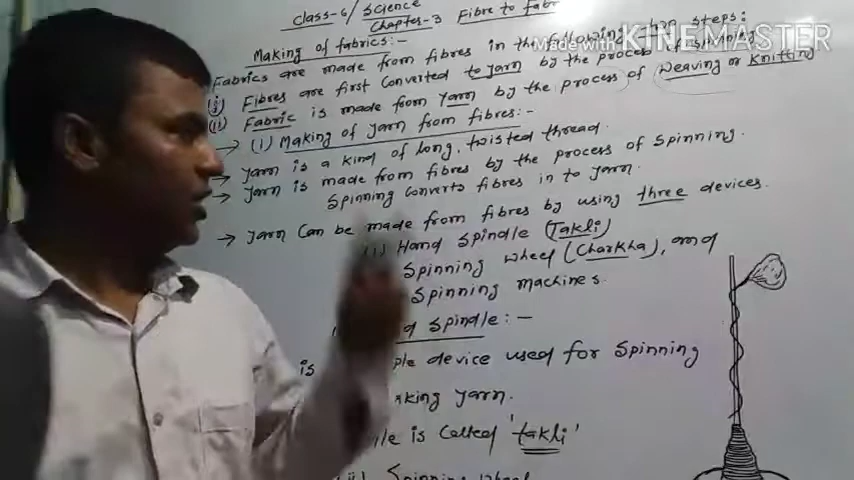 Class-6/ Science
Chapter-3 Fibre to fabr
Made with KINEMASTER
Making of fabrics:-
Fabrics are made from fibres in the following two steps:
(i) Fibres are first converted to yarn by the process of spinning
(ii) Fabric is made from yarn by the process of weaving or knitting
→ (1) Making of yarn from fibres:-
→ yarn is a kind of long, twisted thread.
→ yarn is made from fibres by the process of spinning.
Spinning converts fibres in to yarn.
→ yarn can be made from fibres by using three devices.
(i) Hand spindle (Takli)
Spinning wheel (Charkha), and
Spinning machines.
d spindle:-
is ple device used for spinning
king yarn.
le is called 'takli'
(ii) Spinning wheel